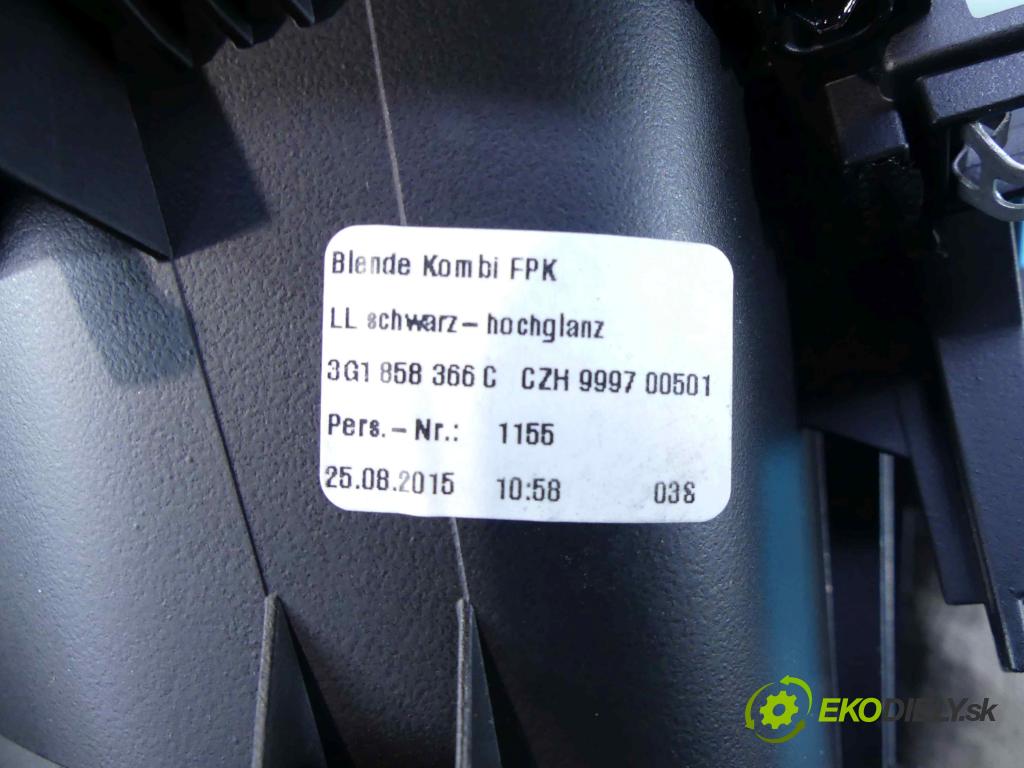 Blende Kombi FPK
LL schwarz-hochglanz
3G1 858 366 C CZH 9997 00501
Pers.-Nr.: 1155
25.08.2015 10:58 038
EKODIELY.sk